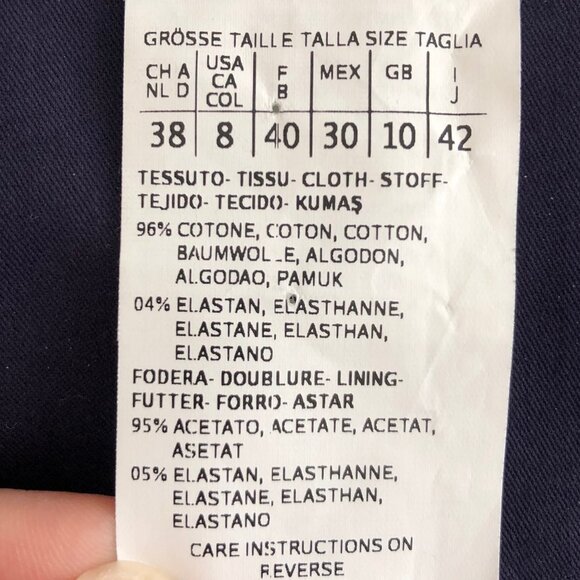 GRÖSSE TAILLE TALLA SIZE TAGLIA
CH A NL D USA CA COL F B MEX GB I J
38 8 40 30 10 42
TESSUTO- TISSU- CLOTH- STOFF-
TEJIDO- TECIDO- KUMAŞ
96% COTONE, COTON, COTTON,
BAUMWOLLE, ALGODON,
ALGODAO, PAMUK
04% ELASTAN, ELASTHANNE,
ELASTANE, ELASTHAN,
ELASTANO
FODERA- DOUBLURE- LINING-
FUTTER- FORRO- ASTAR
95% ACETATO, ACETATE, ACETAT,
ASETAT
05% ELASTAN, ELASTHANNE,
ELASTANE, ELASTHAN,
ELASTANO
CARE INSTRUCTIONS ON
REVERSE